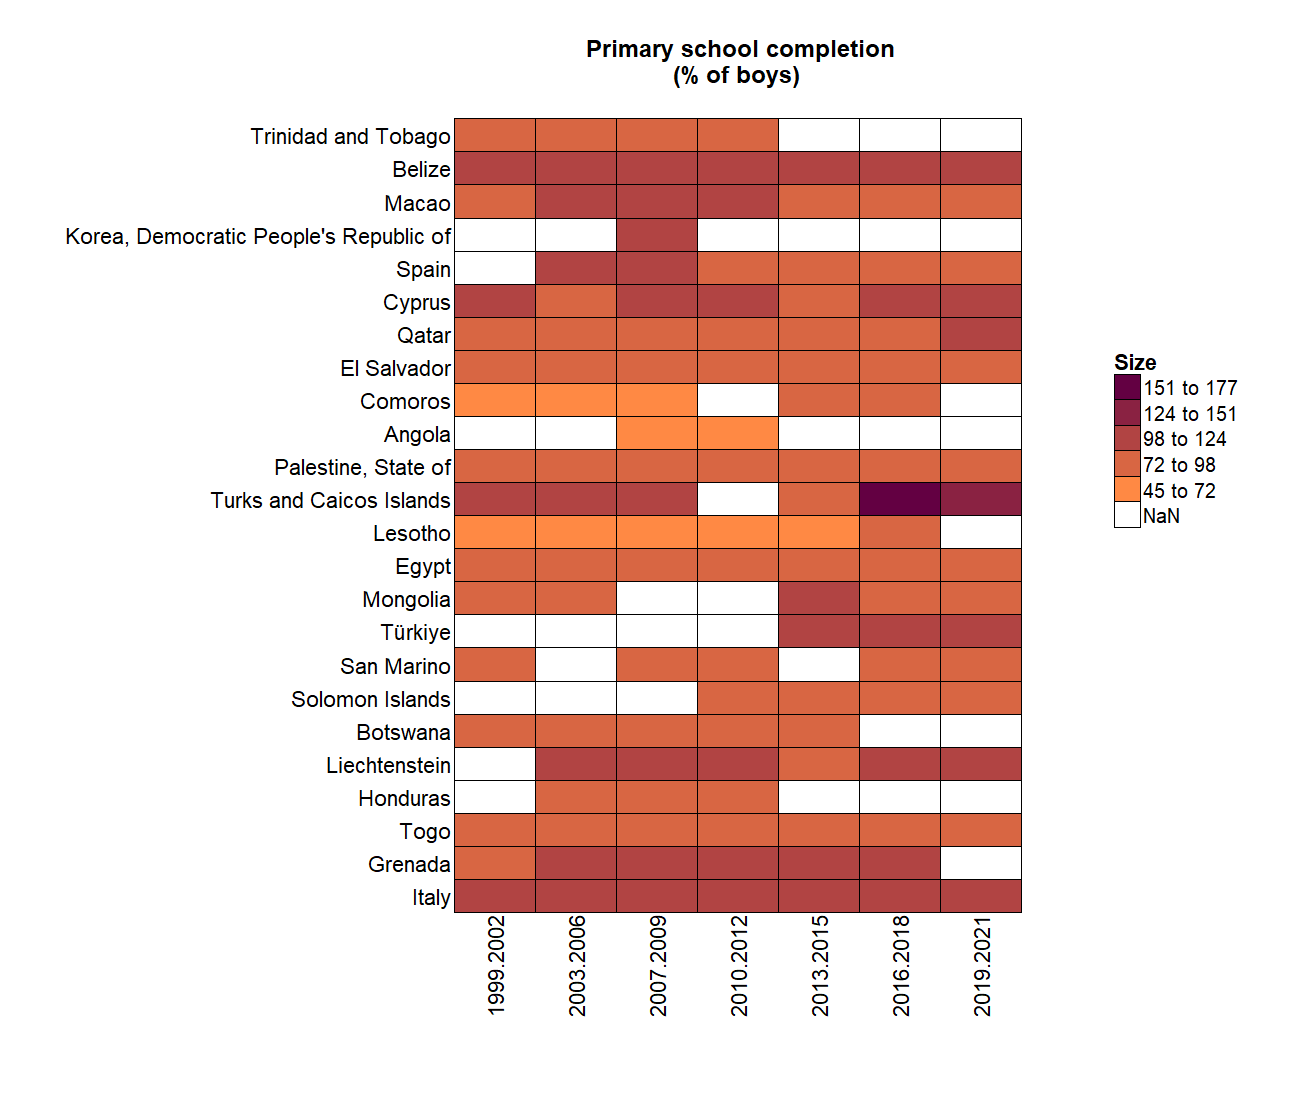 Primary school completion
(% of boys)
Trinidad and Tobago
Belize
Macao
Korea, Democratic People's Republic of
Spain
Cyprus
Qatar
El Salvador
Comoros
Angola
Palestine, State of
Turks and Caicos Islands
Lesotho
Egypt
Mongolia
Türkiye
San Marino
Solomon Islands
Botswana
Liechtenstein
Honduras
Togo
Grenada
Italy
1999.2002
2003.2006
2007.2009
2010.2012
2013.2015
2016.2018
2019.2021
Size
151 to 177
124 to 151
98 to 124
72 to 98
45 to 72
NaN